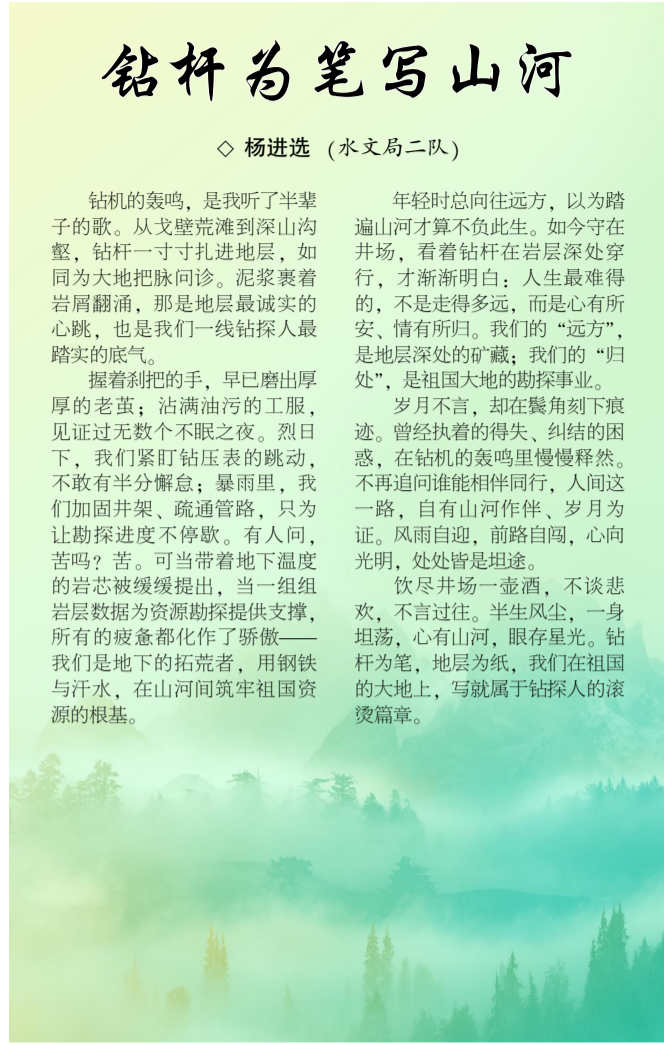 钻杆为笔写山河
◇ 杨进选 (水文局二队)
钻机的轰鸣，是我听了半辈
子的歌。从戈壁荒滩到深山沟
壑，钻杆一寸寸扎进地层，如
同为大地把脉问诊。泥浆裹着
岩屑翻涌，那是地层最诚实的
心跳，也是我们一线钻探人最
踏实的底气。
握着刹把的手，早已磨出厚
厚的老茧；沾满油污的工服，
见证过无数个不眠之夜。烈日
下，我们紧盯钻压表的跳动，
不敢有半分懈怠；暴雨里，我
们加固井架、疏通管路，只为
让勘探进度不停歇。有人问，
苦吗？苦。可当带着地下温度
的岩芯被缓缓提出，当一组组
岩层数据为资源勘探提供支撑，
所有的疲惫都化作了骄傲——
我们是地下的拓荒者，用钢铁
与汗水，在山河间筑牢祖国资
源的根基。
年轻时总向往远方，以为踏
遍山河才算不负此生。如今守在
井场，看着钻杆在岩层深处穿
行，才渐渐明白：人生最难得
的，不是走得多远，而是心有所
安、情有所归。我们的“远方”，
是地层深处的矿藏；我们的“归
处”，是祖国大地的勘探事业。
岁月不言，却在鬓角刻下痕
迹。曾经执着的得失、纠结的困
惑，在钻机的轰鸣里慢慢释然。
不再追问谁能相伴同行，人间这
一路，自有山河作伴、岁月为
证。风雨自迎，前路自闯，心向
光明，处处皆是坦途。
饮尽井场一壶酒，不谈悲
欢，不言过往。半生风尘，一身
坦荡，心有山河，眼存星光。钻
杆为笔，地层为纸，我们在祖国
的大地上，写就属于钻探人的滚
烫篇章。